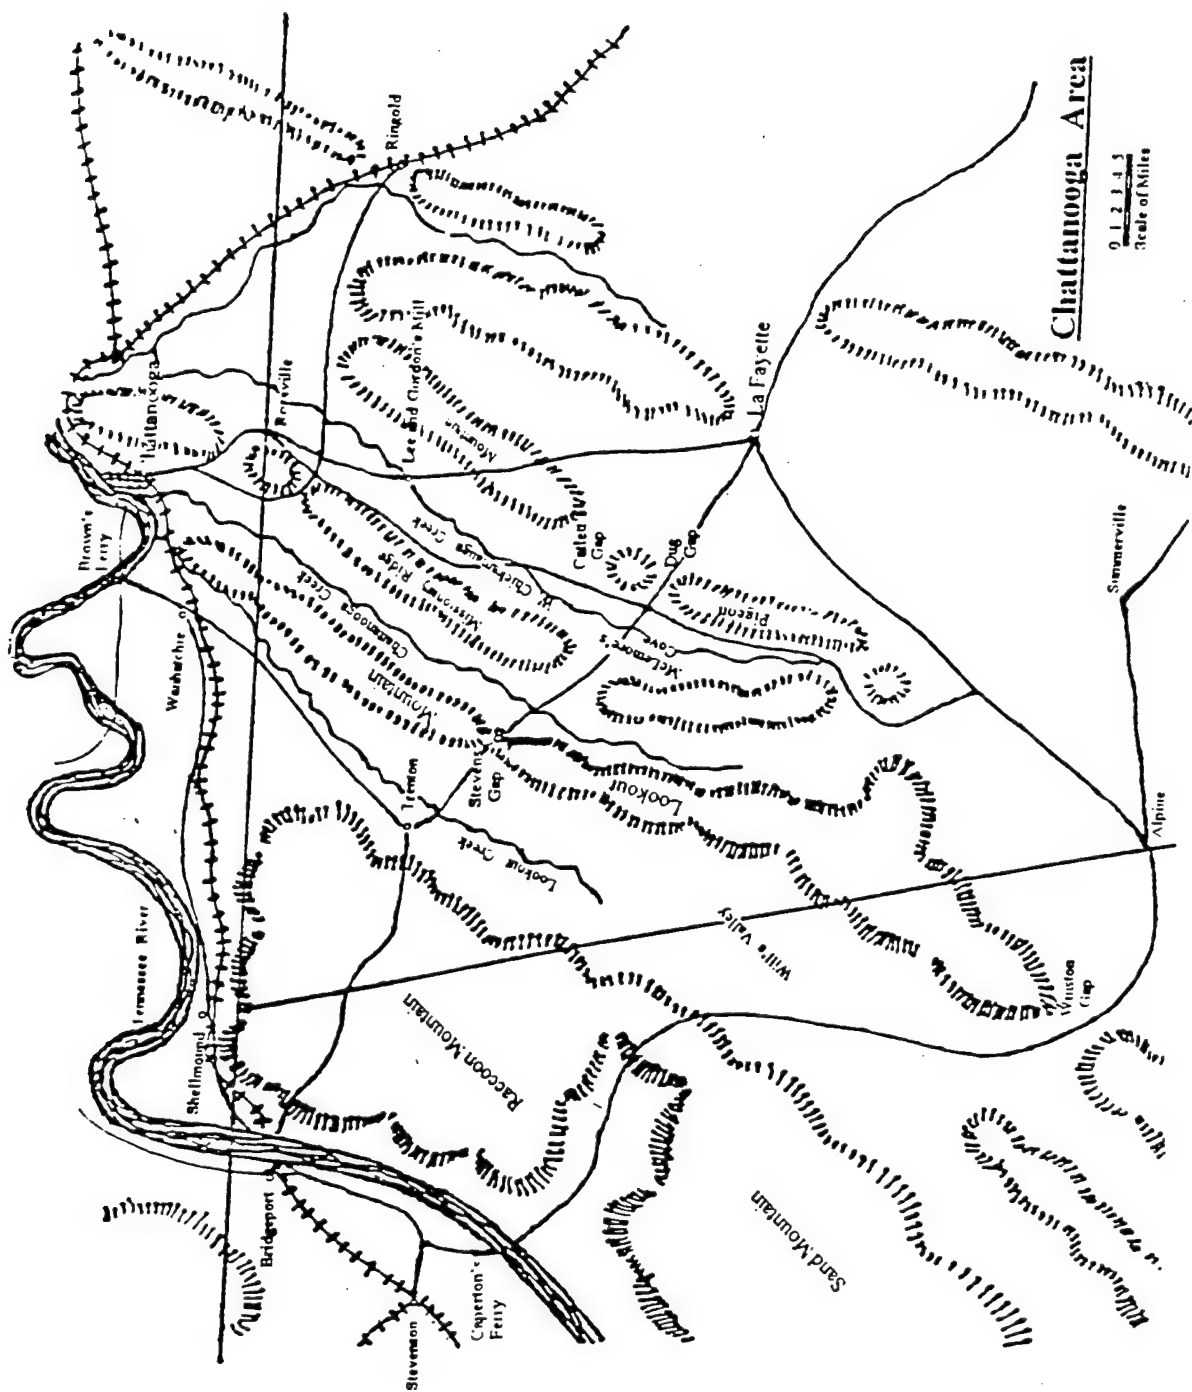 Chattanooga Area
0 1 2 3 4 5
Scale of Miles
Stevenson
Caperton's
Ferry
Bridgeport
Shellmound
Tennessee River
Wauhatchie
Brown's
Ferry
Chattanooga
Rossville
Ringold
Lee and Gordon's Mill
Mountain
Missionary Ridge
W. Chickamauga Creek
Chattanooga Creek
Mountain
Trenton
Stevens
Gap
Lookout
Lookout Creek
Catlett
Gap
Dug
Gap
Pigeon
McLemore's
Cove
La Fayette
Summerville
Alpine
Will's Valley
Winston
Gap
Raccoon Mountain
Sand Mountain